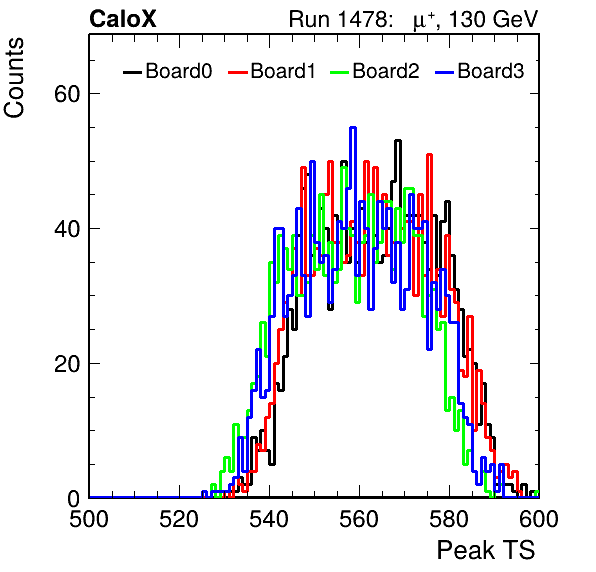 CaloX Run 1478: μ⁺, 130 GeV
Counts
Board0 Board1 Board2 Board3
60
40
20
0
500 520 540 560 580 600
Peak TS